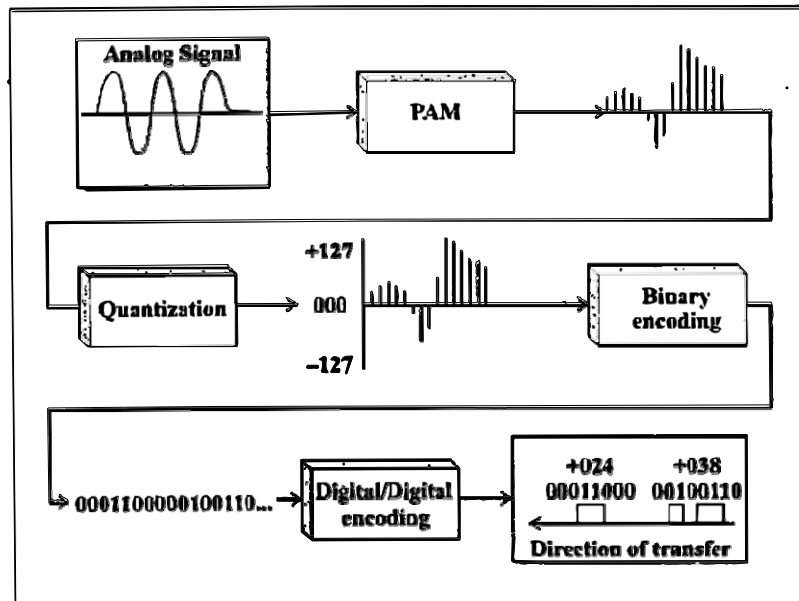 Analog Signal
PAM
+127
000
−127
Quantization
Binary
encoding
0001100000100110...
Digital/Digital
encoding
+024 +038
00011000 00100110
Direction of transfer